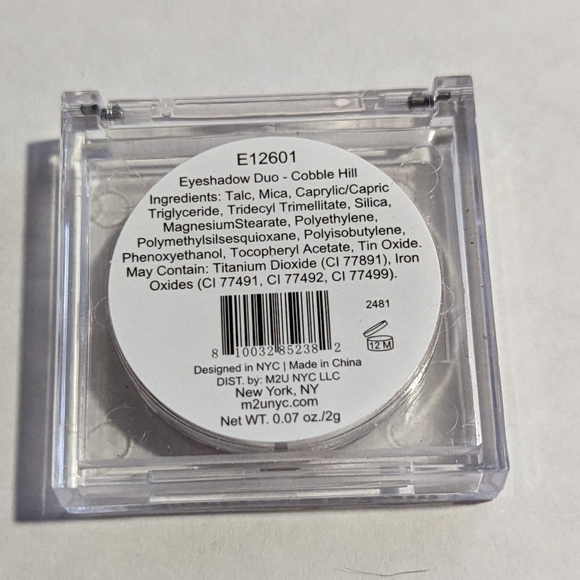 E12601
Eyeshadow Duo - Cobble Hill
Ingredients: Talc, Mica, Caprylic/Capric
Triglyceride, Tridecyl Trimellitate, Silica,
MagnesiumStearate, Polyethylene,
Polymethylsilsesquioxane, Polyisobutylene,
Phenoxyethanol, Tocopheryl Acetate, Tin Oxide.
May Contain: Titanium Dioxide (CI 77891), Iron
Oxides (CI 77491, CI 77492, CI 77499).
2481
8 10032 85238 2
12 M
Designed in NYC | Made in China
DIST. by: M2U NYC LLC
New York, NY
m2unyc.com
Net WT. 0.07 oz./2g